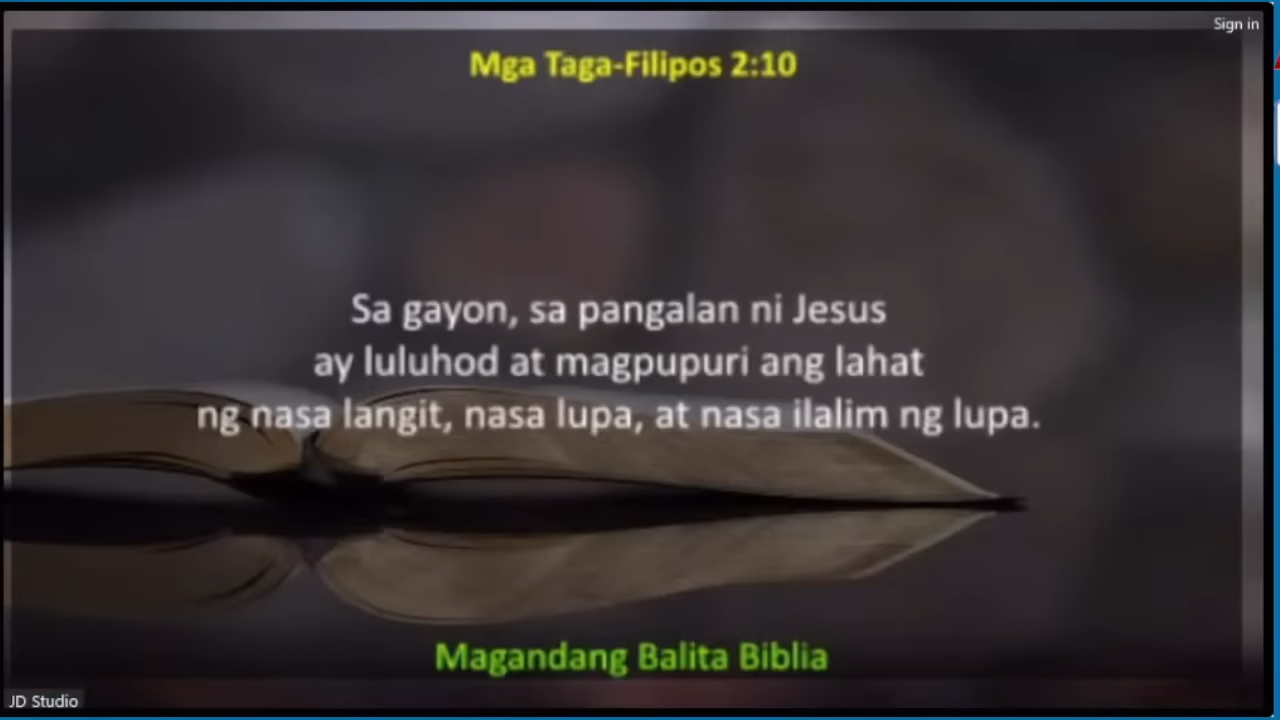 Sign in
Mga Taga-Filipos 2:10
Sa gayon, sa pangalan ni Jesus
ay luluhod at magpupuri ang lahat
ng nasa langit, nasa lupa, at nasa ilalim ng lupa.
Magandang Balita Biblia
JD Studio